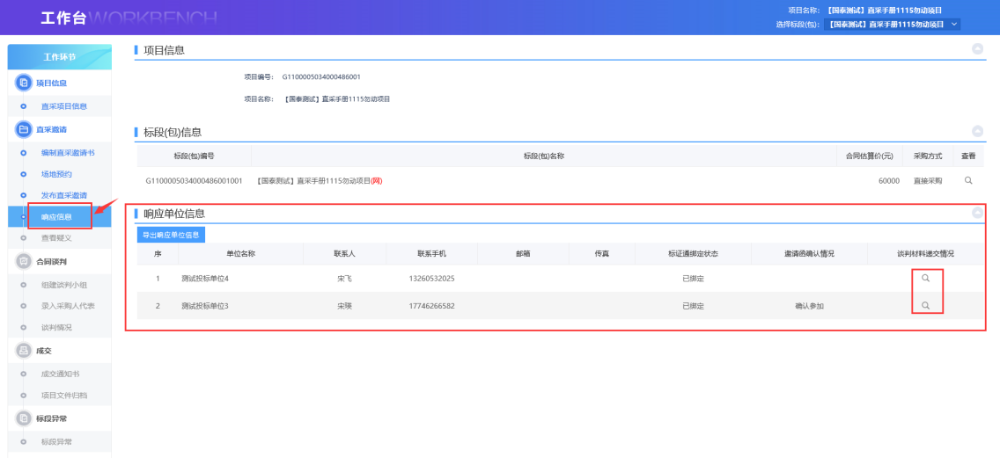 工作台WORKBENCH
项目名称: 【国泰测试】直采手册1115勿动项目
选择标段(包): 【国泰测试】直采手册1115勿动项目
工作环节
项目信息
直采项目信息
直采邀请
编制直采邀请书
场地预约
发布直采邀请
响应信息
查看疑义
合同谈判
组建谈判小组
录入采购人代表
谈判情况
成交
成交通知书
项目文件归档
标段异常
标段异常
项目信息
项目编号: G1100005034000486001
项目名称: 【国泰测试】直采手册1115勿动项目
标段(包)信息
标段(包)编号 标段(包)名称 合同估算价(元) 采购方式 查看
G1100005034000486001001 【国泰测试】直采手册1115勿动项目(网) 60000 直接采购
响应单位信息
导出响应单位信息
序 单位名称 联系人 联系手机 邮箱 传真 标证通绑定状态 邀请函确认情况 谈判材料递交情况
1 测试投标单位4 宋飞 13260532025 已绑定
2 测试投标单位3 宋瑛 17746266582 已绑定 确认参加